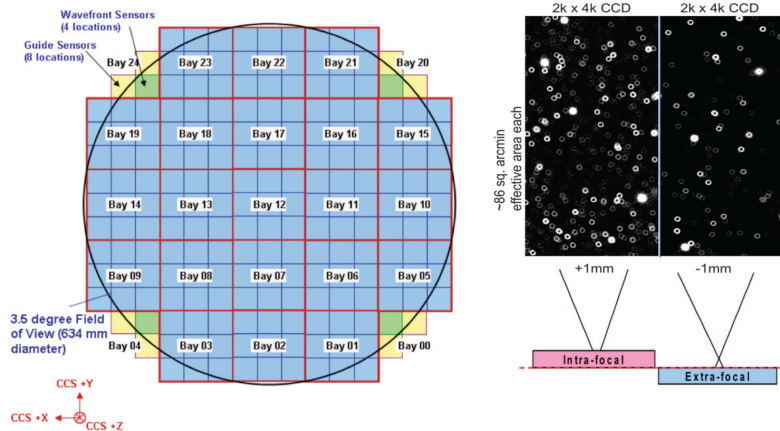 Wavefront Sensors
(4 locations)
Guide Sensors
(8 locations)
Bay 24
Bay 23
Bay 22
Bay 21
Bay 20
Bay 19
Bay 18
Bay 17
Bay 16
Bay 15
Bay 14
Bay 13
Bay 12
Bay 11
Bay 10
Bay 09
Bay 08
Bay 07
Bay 06
Bay 05
3.5 degree Field
of View (634 mm
diameter)
Bay 04
Bay 03
Bay 02
Bay 01
Bay 00
CCS +Y
CCS +X
CCS +Z
2k x 4k CCD
2k x 4k CCD
~86 sq. arcmin
effective area each
+1mm
-1mm
Intra-focal
Extra-focal